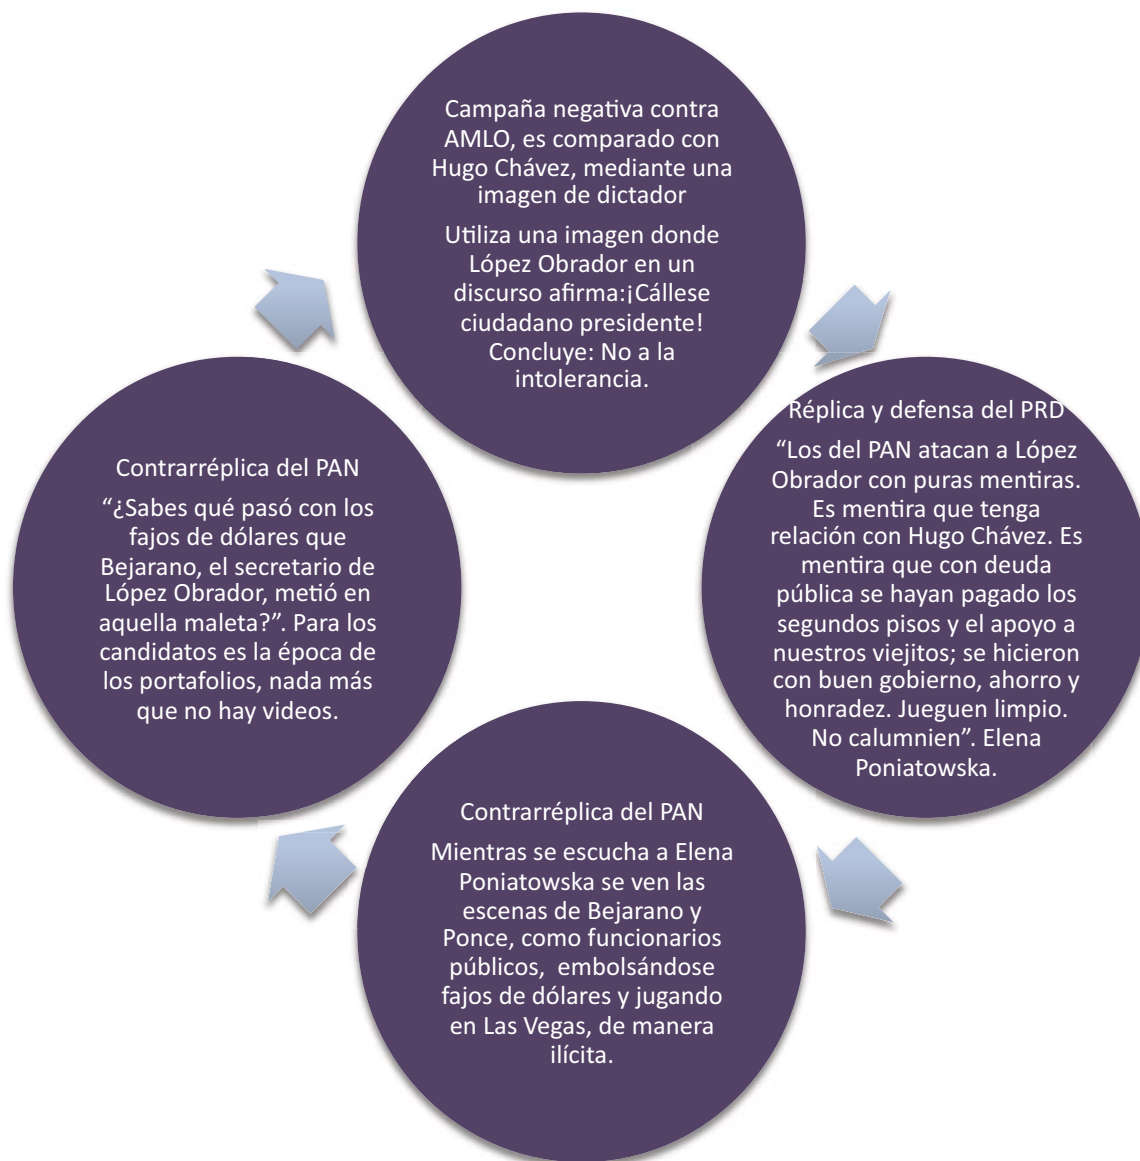 Campaña negativa contra
AMLO, es comparado con
Hugo Chávez, mediante una
imagen de dictador
Utiliza una imagen donde
López Obrador en un
discurso afirma:¡Cállese
ciudadano presidente!
Concluye: No a la
intolerancia.
Réplica y defensa del PRD
“Los del PAN atacan a López
Obrador con puras mentiras.
Es mentira que tenga
relación con Hugo Chávez. Es
mentira que con deuda
pública se hayan pagado los
segundos pisos y el apoyo a
nuestros viejitos; se hicieron
con buen gobierno, ahorro y
honradez. Jueguen limpio.
No calumnien”. Elena
Poniatowska.
Contrarréplica del PAN
Mientras se escucha a Elena
Poniatowska se ven las
escenas de Bejarano y
Ponce, como funcionarios
públicos, embolsándose
fajos de dólares y jugando
en Las Vegas, de manera
ilícita.
Contrarréplica del PAN
“¿Sabes qué pasó con los
fajos de dólares que
Bejarano, el secretario de
López Obrador, metió en
aquella maleta?”. Para los
candidatos es la época de
los portafolios, nada más
que no hay videos.